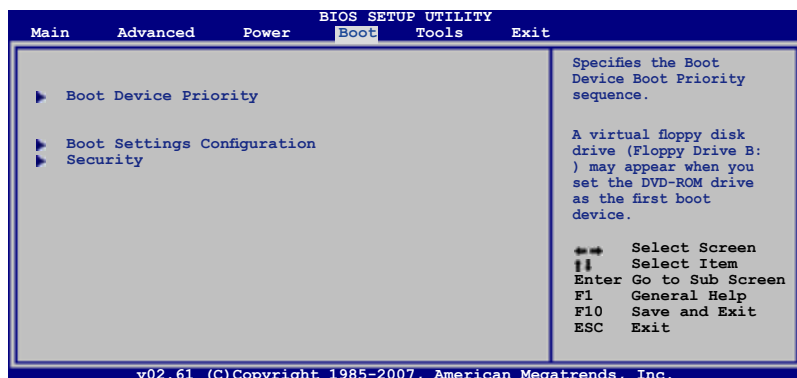 BIOS SETUP UTILITY
Main Advanced Power Boot Tools Exit
Boot Device Priority
Boot Settings Configuration
Security
Specifies the Boot
Device Boot Priority
sequence.
A virtual floppy disk
drive (Floppy Drive B:
) may appear when you
set the DVD-ROM drive
as the first boot
device.
Select Screen
Select Item
Enter Go to Sub Screen
F1 General Help
F10 Save and Exit
ESC Exit
v02.61 (C)Copyright 1985-2007, American Megatrends, Inc.